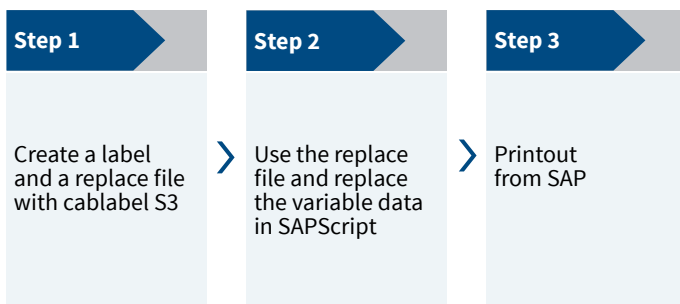 Step 1
Create a label
and a replace file
with cablabel S3
Step 2
Use the replace
file and replace
the variable data
in SAPScript
Step 3
Printout
from SAP